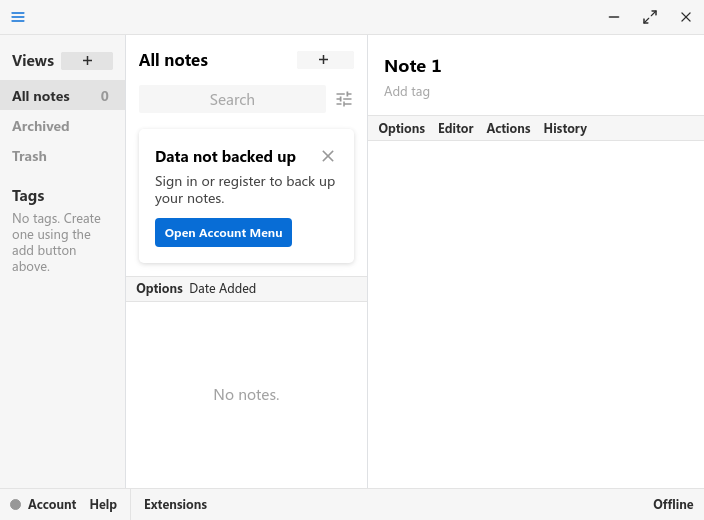 Views
+
All notes 0
Archived
Trash
Tags
No tags. Create
one using the
add button
above.
All notes
+
Search
Data not backed up
Sign in or register to back up
your notes.
Open Account Menu
Options Date Added
No notes.
Note 1
Add tag
Options Editor Actions History
Account Help Extensions Offline